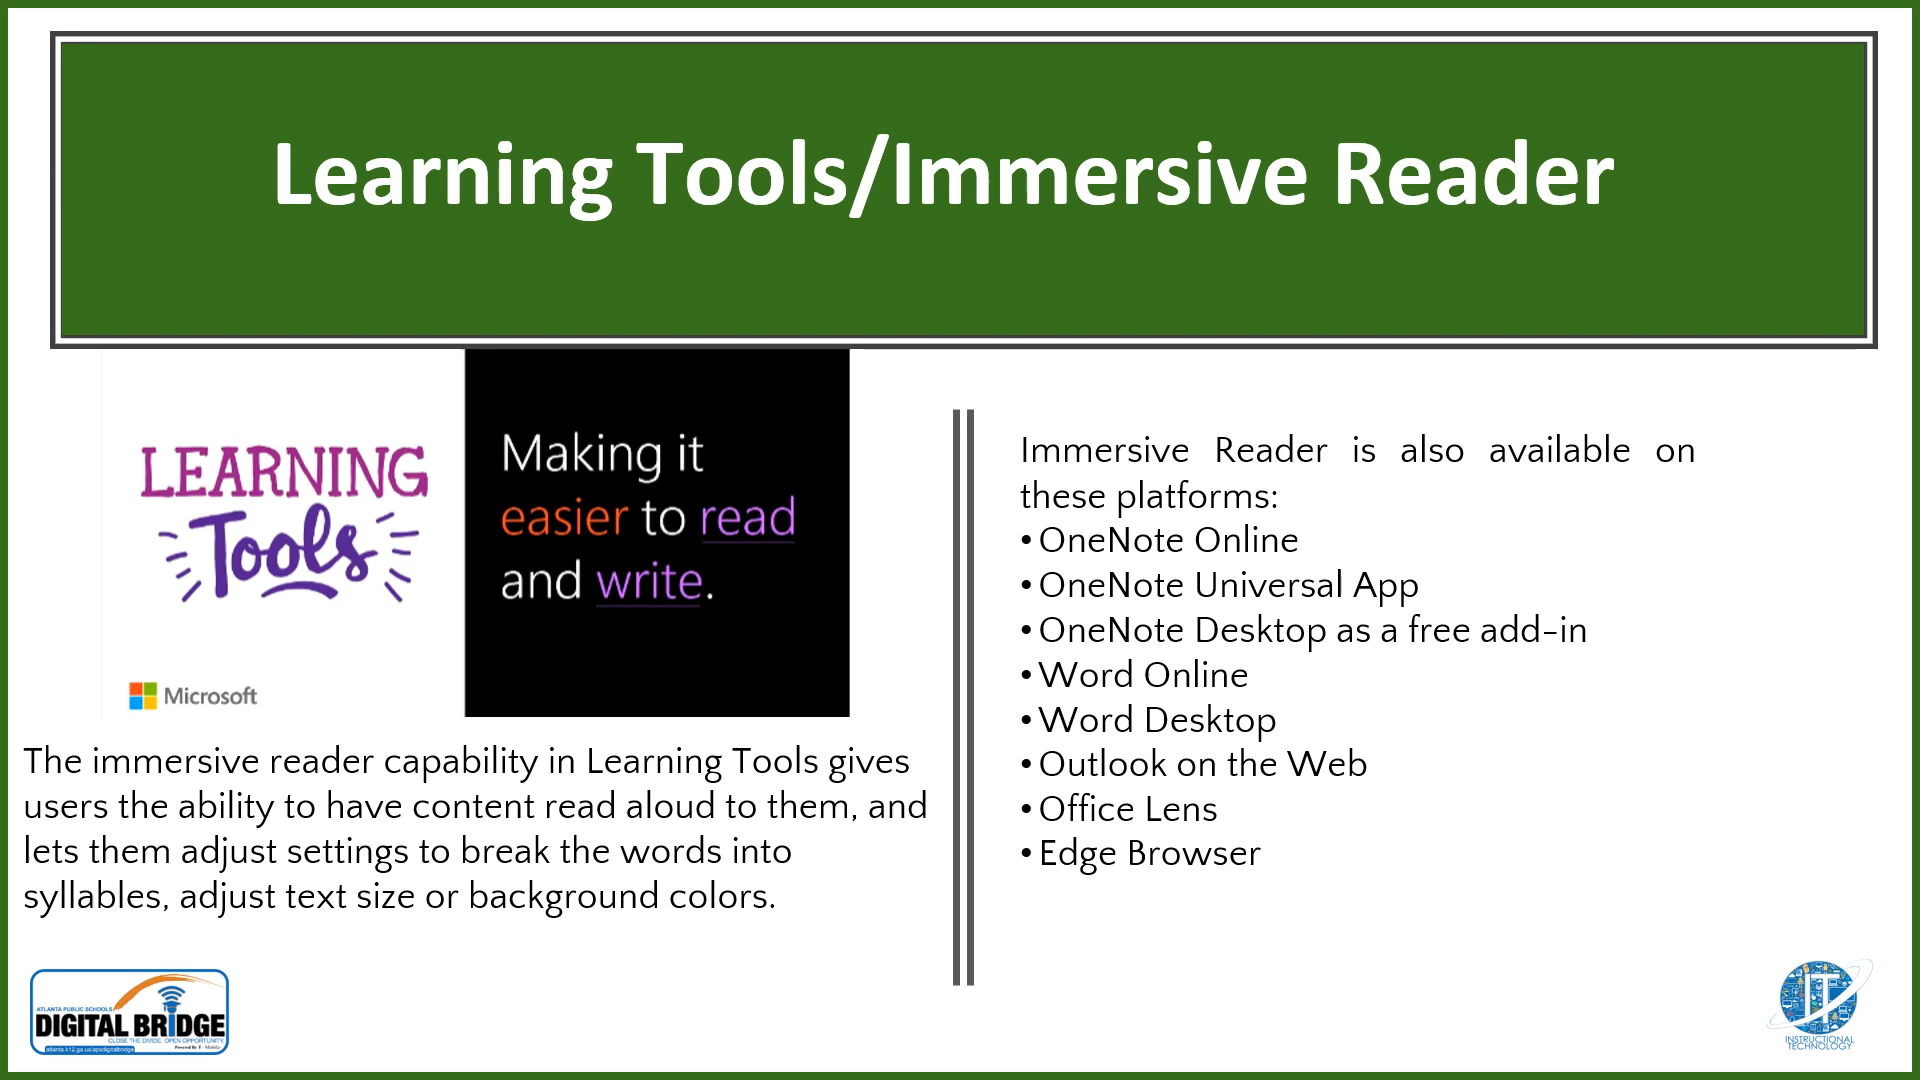 Learning Tools/Immersive Reader
LEARNING
Tools
Microsoft
Making it
easier to read
and write.
The immersive reader capability in Learning Tools gives
users the ability to have content read aloud to them, and
lets them adjust settings to break the words into
syllables, adjust text size or background colors.
Immersive Reader is also available on
these platforms:
• OneNote Online
• OneNote Universal App
• OneNote Desktop as a free add-in
• Word Online
• Word Desktop
• Outlook on the Web
• Office Lens
• Edge Browser
ATLANTA PUBLIC SCHOOLS
DIGITAL BRIDGE
CLOSE THE DIVIDE. OPEN OPPORTUNITY.
atlanta.k12.ga.us/apsdigitalbridge
Powered By T-Mobile
IT
INSTRUCTIONAL
TECHNOLOGY